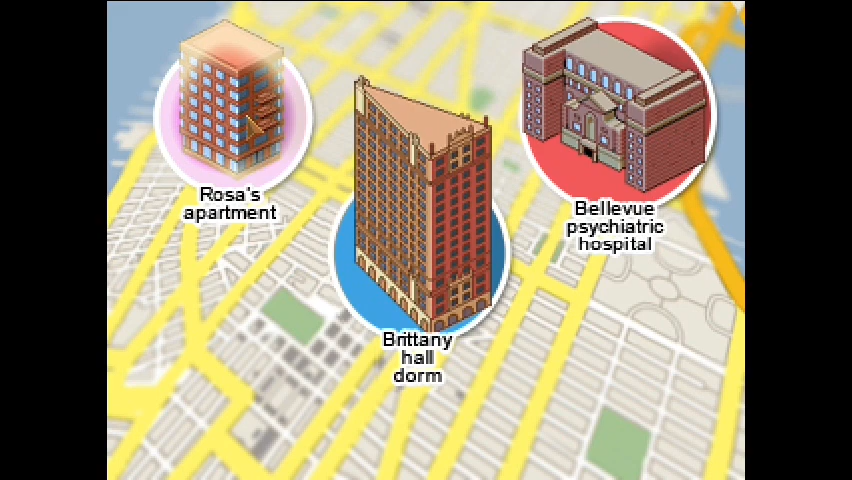 Rosa's
apartment
Bellevue
psychiatric
hospital
Brittany
hall
dorm